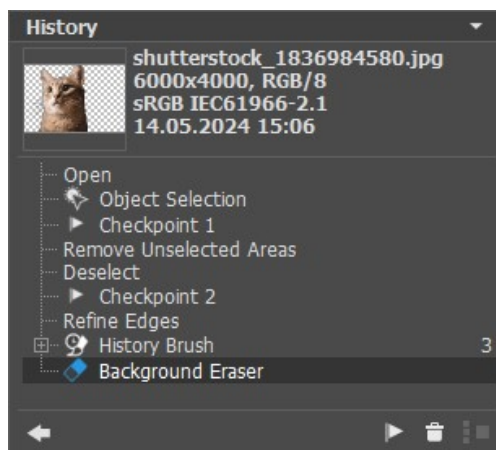 History
shutterstock_1836984580.jpg
6000x4000, RGB/8
sRGB IEC61966-2.1
14.05.2024 15:06
Open
Object Selection
Checkpoint 1
Remove Unselected Areas
Deselect
Checkpoint 2
Refine Edges
History Brush 3
Background Eraser